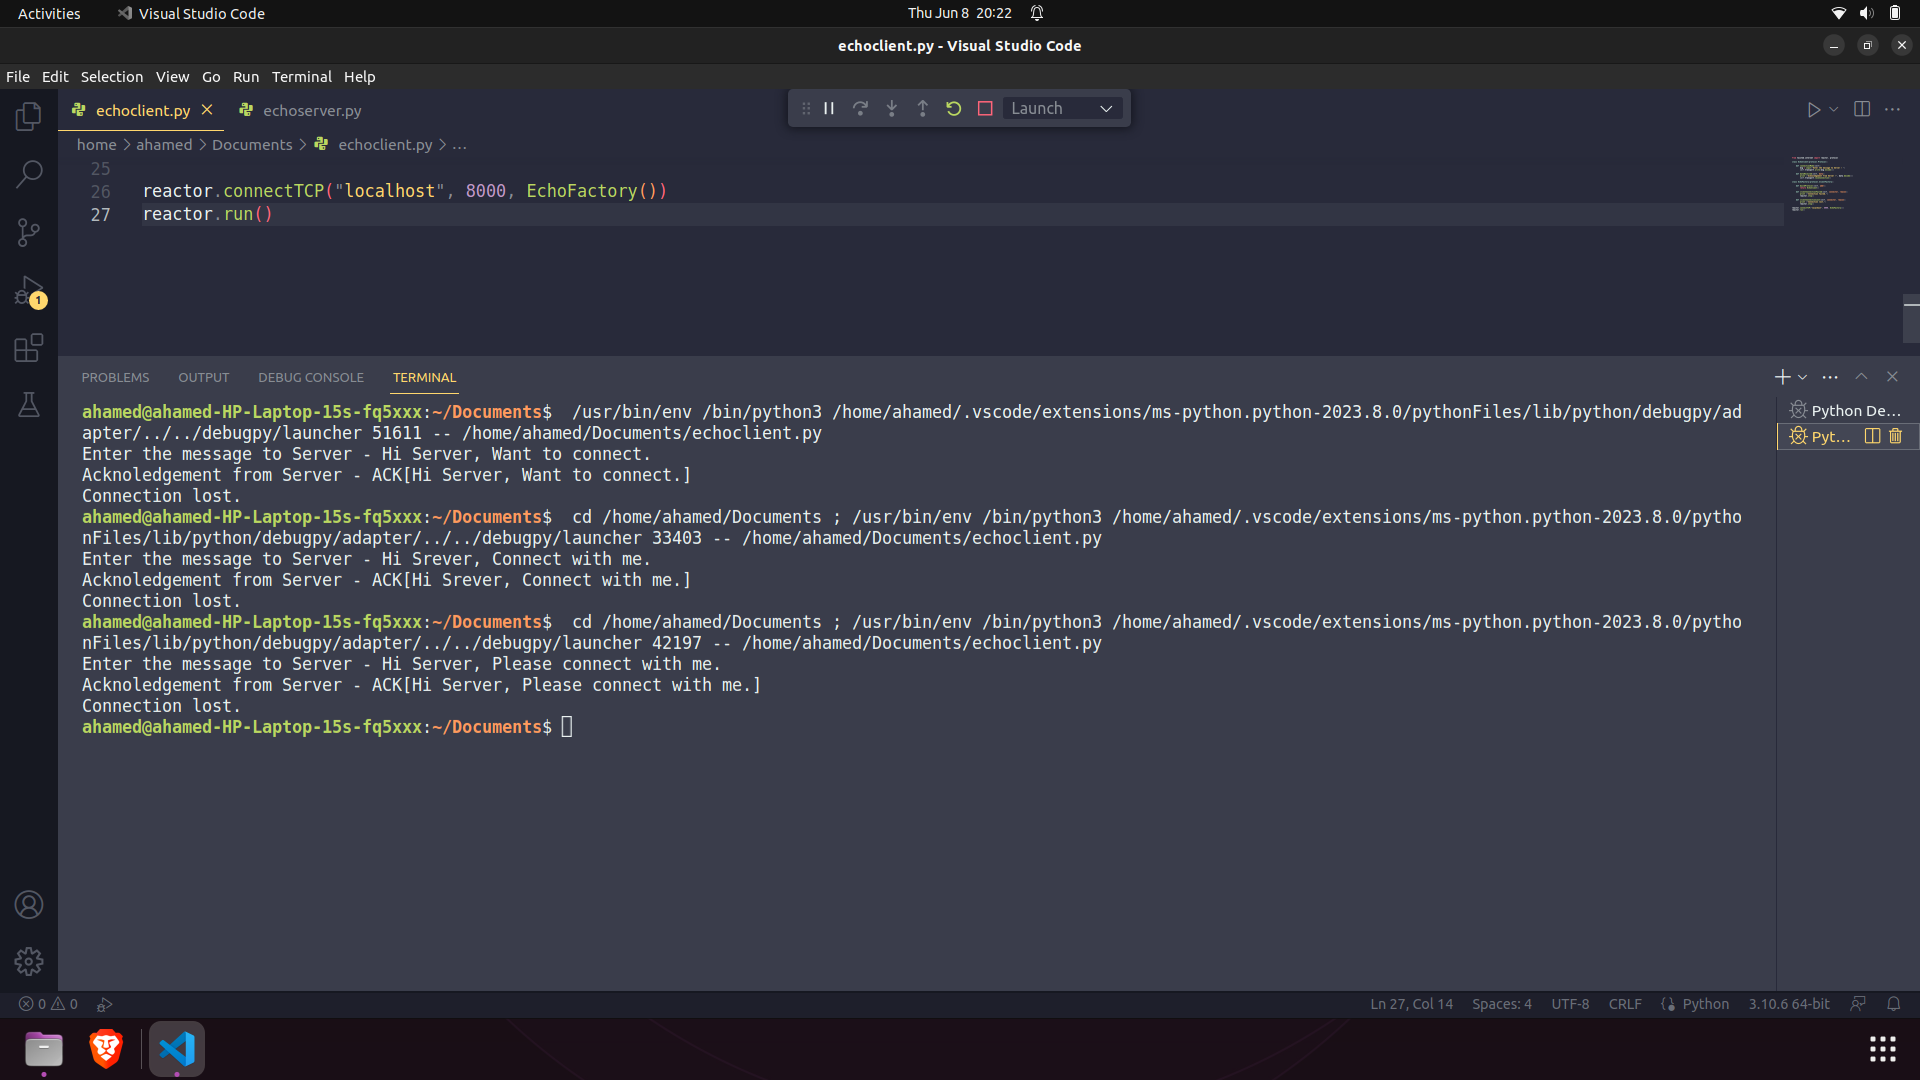 Activities
Visual Studio Code
Thu Jun 8 20:22
echoclient.py - Visual Studio Code
File Edit Selection View Go Run Terminal Help
echoclient.py
echoserver.py
Launch
home > ahamed > Documents > echoclient.py > ...
25
26 reactor.connectTCP("localhost", 8000, EchoFactory())
27 reactor.run()
1
PROBLEMS OUTPUT DEBUG CONSOLE TERMINAL
ahamed@ahamed-HP-Laptop-15s-fq5xxx:~/Documents$  /usr/bin/env /bin/python3 /home/ahamed/.vscode/extensions/ms-python.python-2023.8.0/pythonFiles/lib/python/debugpy/ad
apter/../../debugpy/launcher 51611 -- /home/ahamed/Documents/echoclient.py
Enter the message to Server - Hi Server, Want to connect.
Acknoledgement from Server - ACK[Hi Server, Want to connect.]
Connection lost.
ahamed@ahamed-HP-Laptop-15s-fq5xxx:~/Documents$  cd /home/ahamed/Documents ; /usr/bin/env /bin/python3 /home/ahamed/.vscode/extensions/ms-python.python-2023.8.0/pytho
nFiles/lib/python/debugpy/adapter/../../debugpy/launcher 33403 -- /home/ahamed/Documents/echoclient.py
Enter the message to Server - Hi Srever, Connect with me.
Acknoledgement from Server - ACK[Hi Srever, Connect with me.]
Connection lost.
ahamed@ahamed-HP-Laptop-15s-fq5xxx:~/Documents$  cd /home/ahamed/Documents ; /usr/bin/env /bin/python3 /home/ahamed/.vscode/extensions/ms-python.python-2023.8.0/pytho
nFiles/lib/python/debugpy/adapter/../../debugpy/launcher 42197 -- /home/ahamed/Documents/echoclient.py
Enter the message to Server - Hi Server, Please connect with me.
Acknoledgement from Server - ACK[Hi Server, Please connect with me.]
Connection lost.
ahamed@ahamed-HP-Laptop-15s-fq5xxx:~/Documents$
Python De...
Pyt...
0 0
Ln 27, Col 14 Spaces: 4 UTF-8 CRLF Python 3.10.6 64-bit